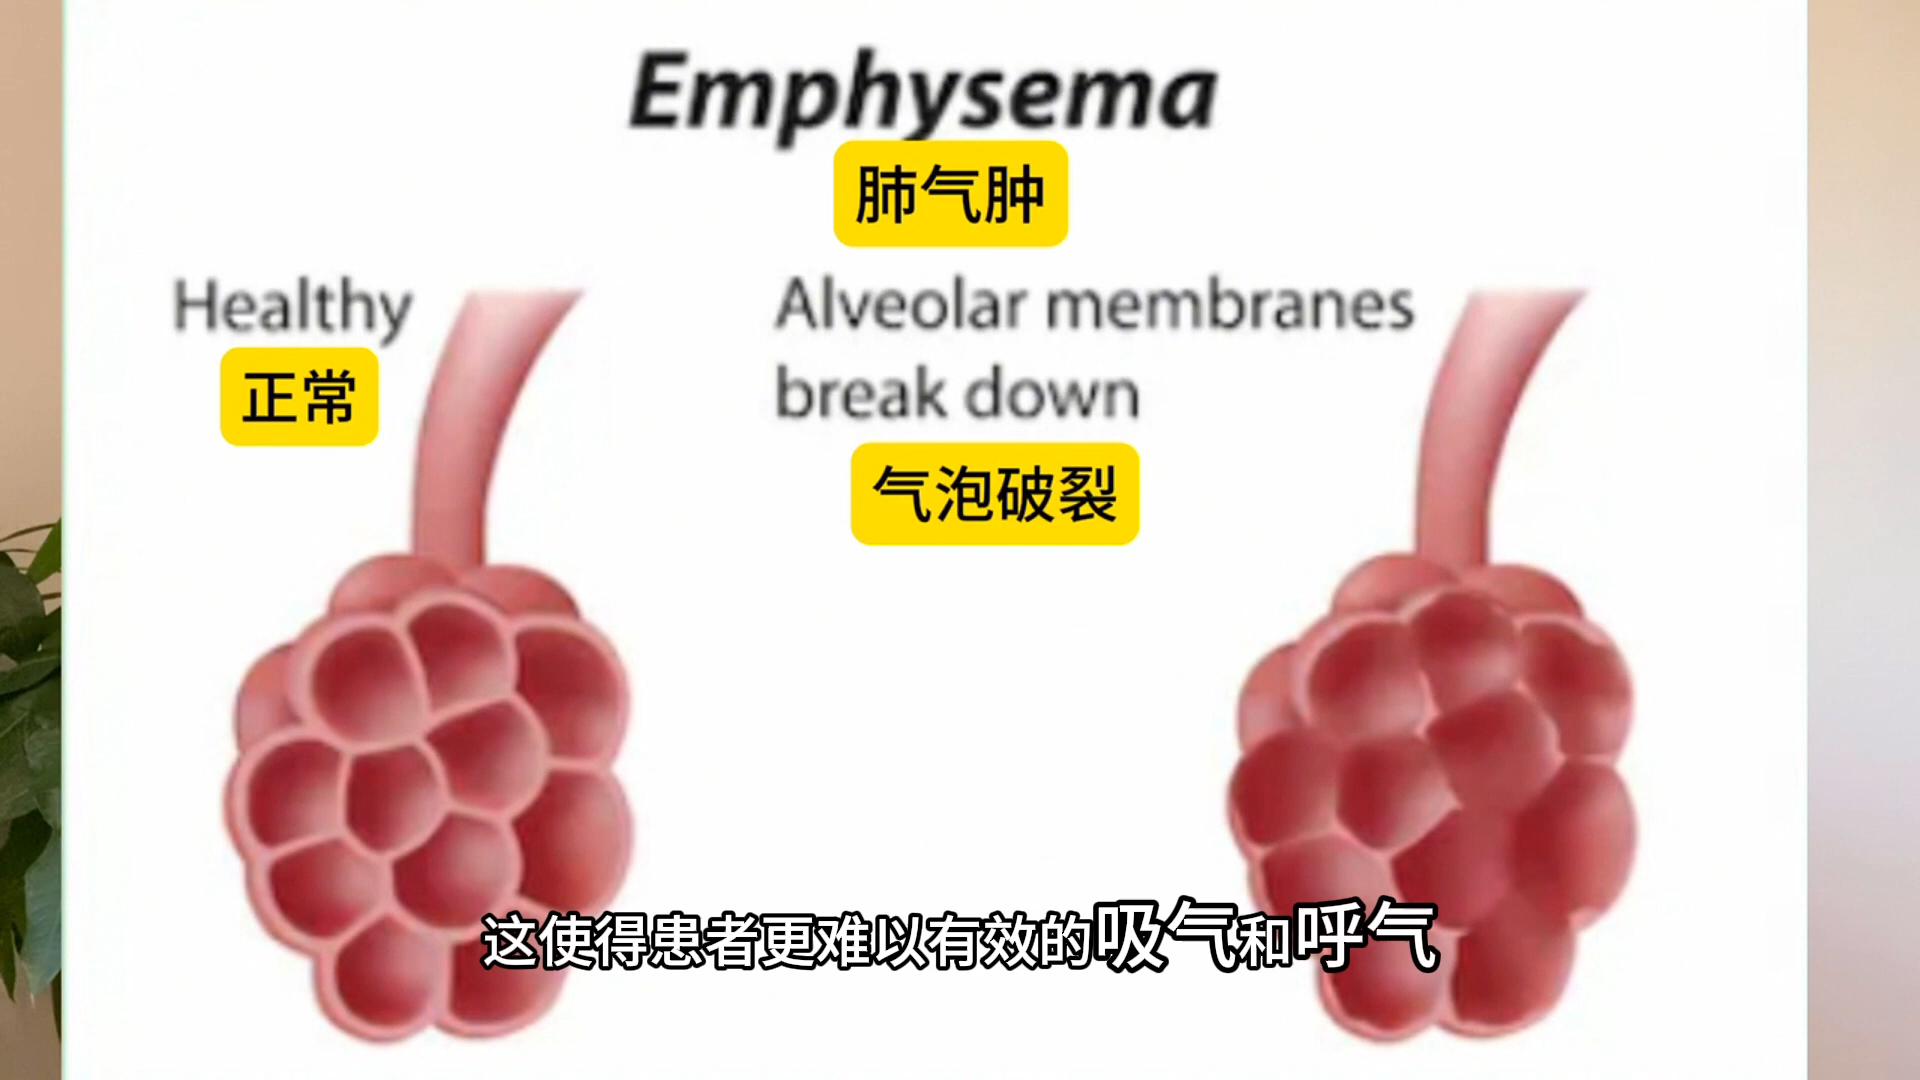 Emphysema
肺气肿
Healthy
正常
Alveolar membranes
break down
气泡破裂
这使得患者更难以有效的吸气和呼气